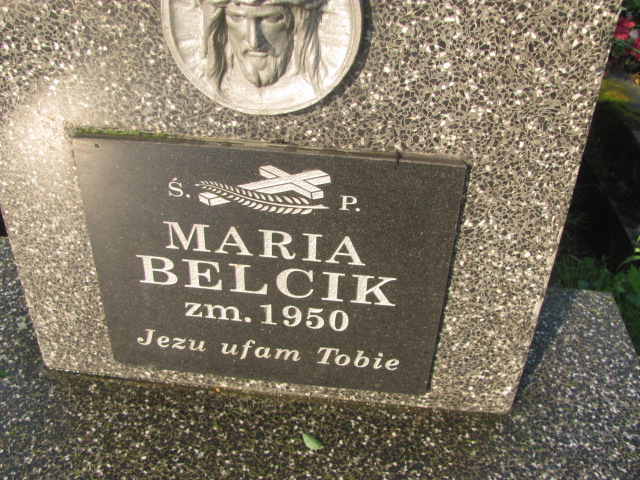 Ś. P.
MARIA
BELCIK
zm. 1950
Jezu ufam Tobie